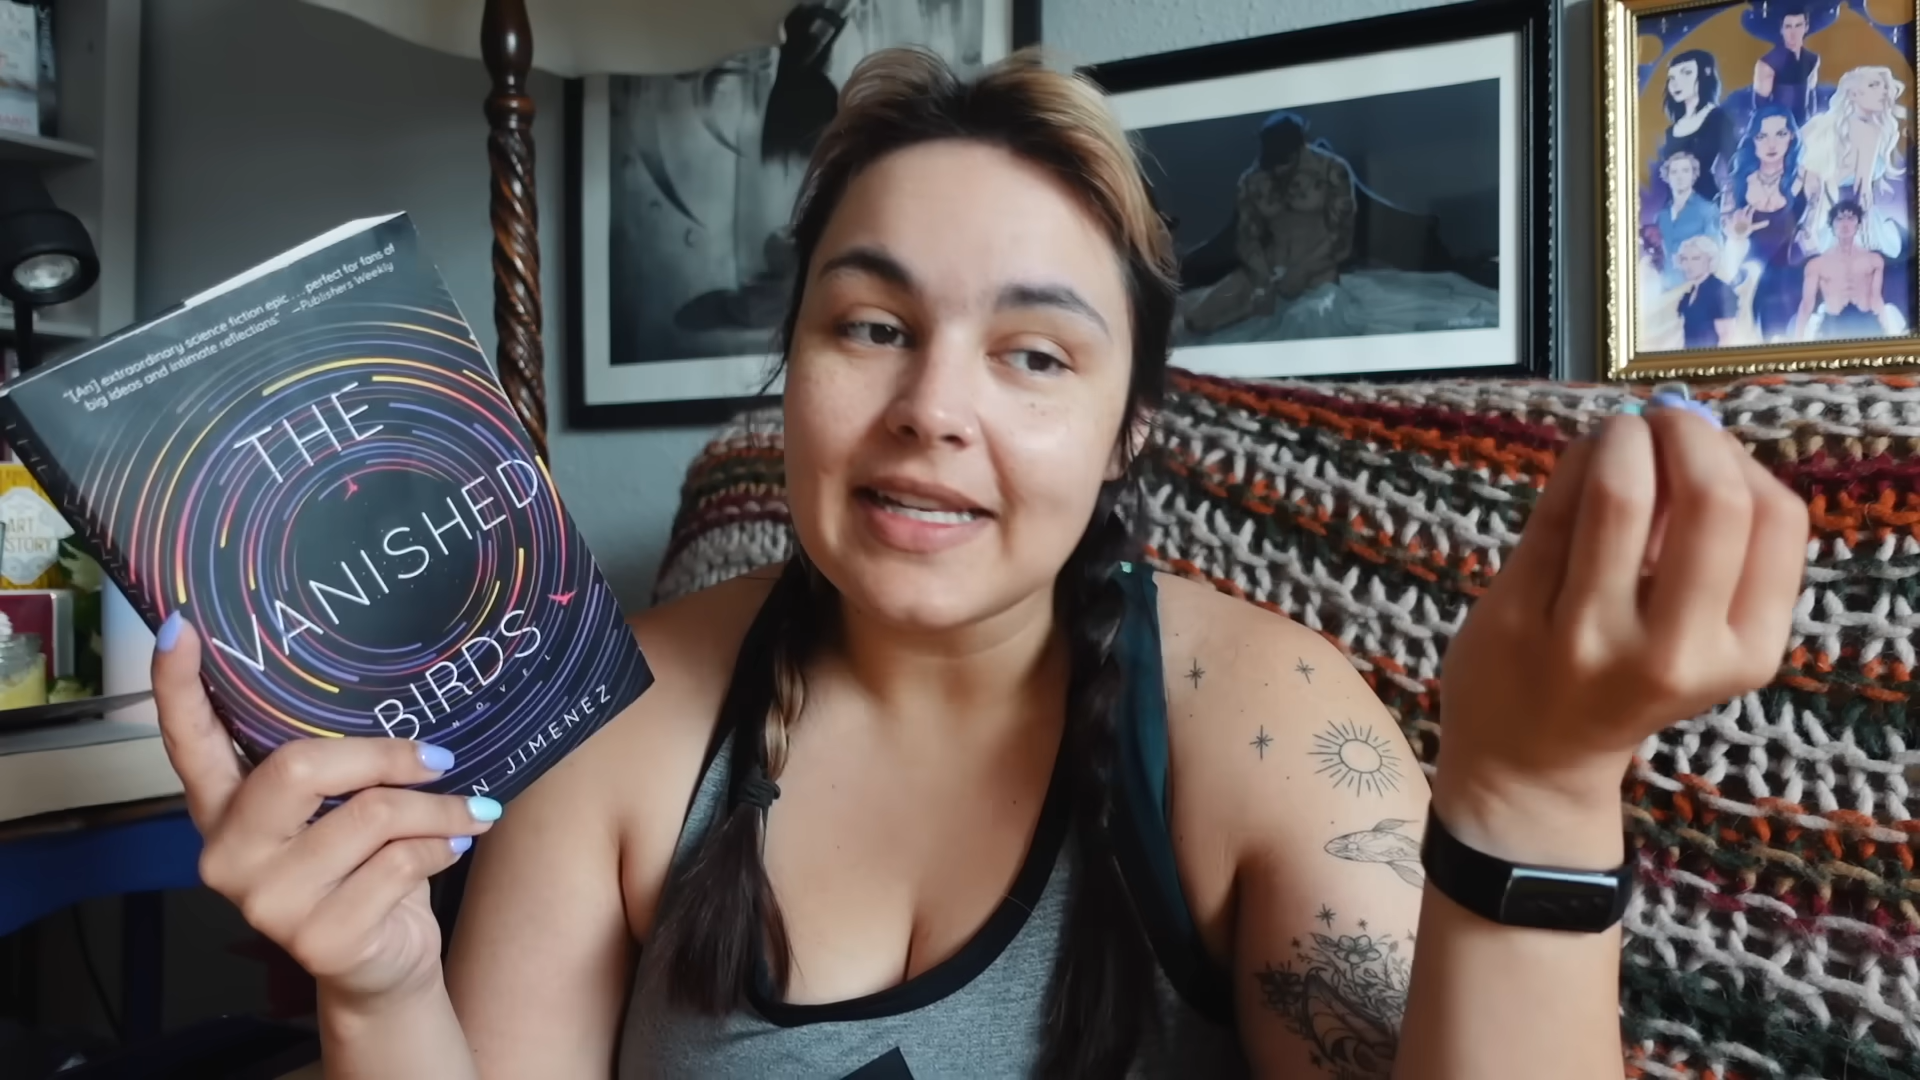 "[An] extraordinary science fiction epic . . . perfect for fans of
big ideas and intimate reflections." —Publishers Weekly
THE
VANISHED
BIRDS
A NOVEL
N JIMENEZ
ART
STORY